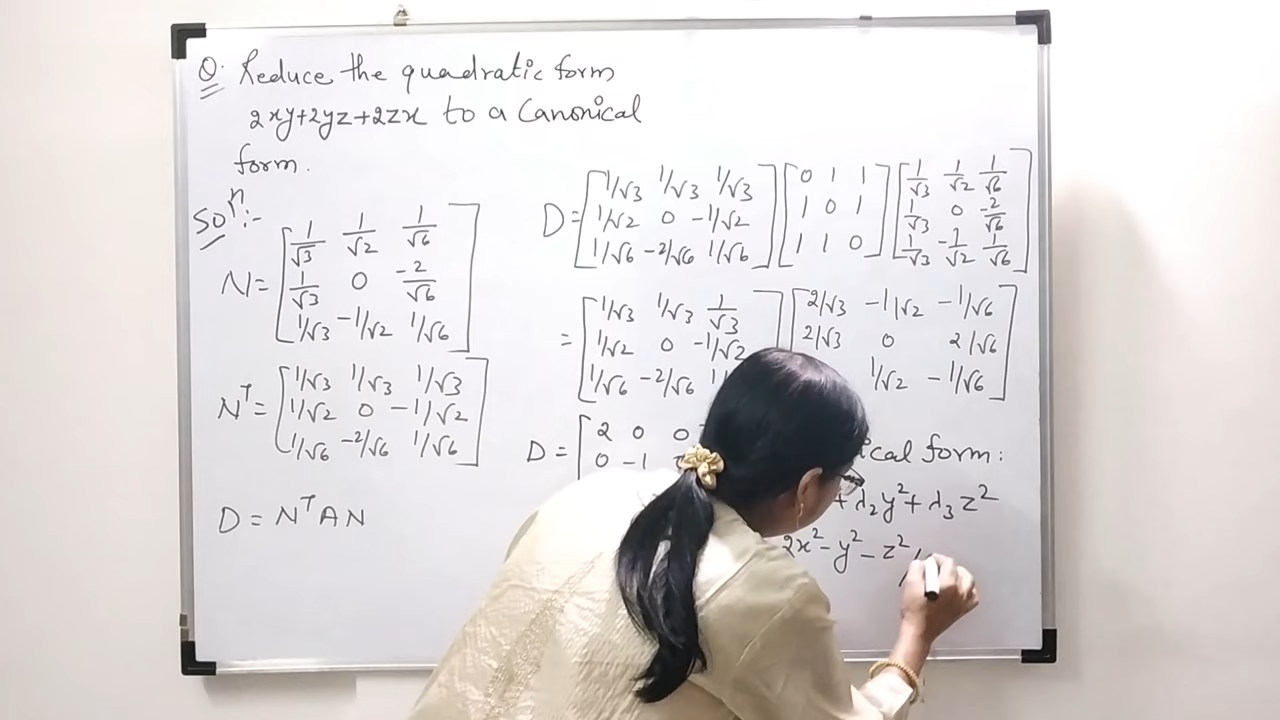 Q. Reduce the quadratic form
2xy+2yz+2zx to a Canonical
form.
Solⁿ:-
N= [1/√3 1/√2 1/√6
1/√3 0 -2/√6
1/√3 -1/√2 1/√6]
Nᵀ= [1/√3 1/√3 1/√3
1/√2 0 -1/√2
1/√6 -2/√6 1/√6]
D = NᵀAN
D= [1/√3 1/√3 1/√3 ] [0 1 1 ] [1/√3 1/√2 1/√6
1/√2 0 -1/√2 1 0 1 1/√3 0 -2/√6
1/√6 -2/√6 1/√6] 1 1 0] 1/√3 -1/√2 1/√6]
= [1/√3 1/√3 1/√3 ] [2/√3 -1/√2 -1/√6
1/√2 0 -1/√2 2/√3 0 2/√6
1/√6 -2/√6 1/√2 -1/√6]
D = [2 0 0
0 -1
ical form:
+ λ₂y²+ λ₃z²
2x²- y²- z²/